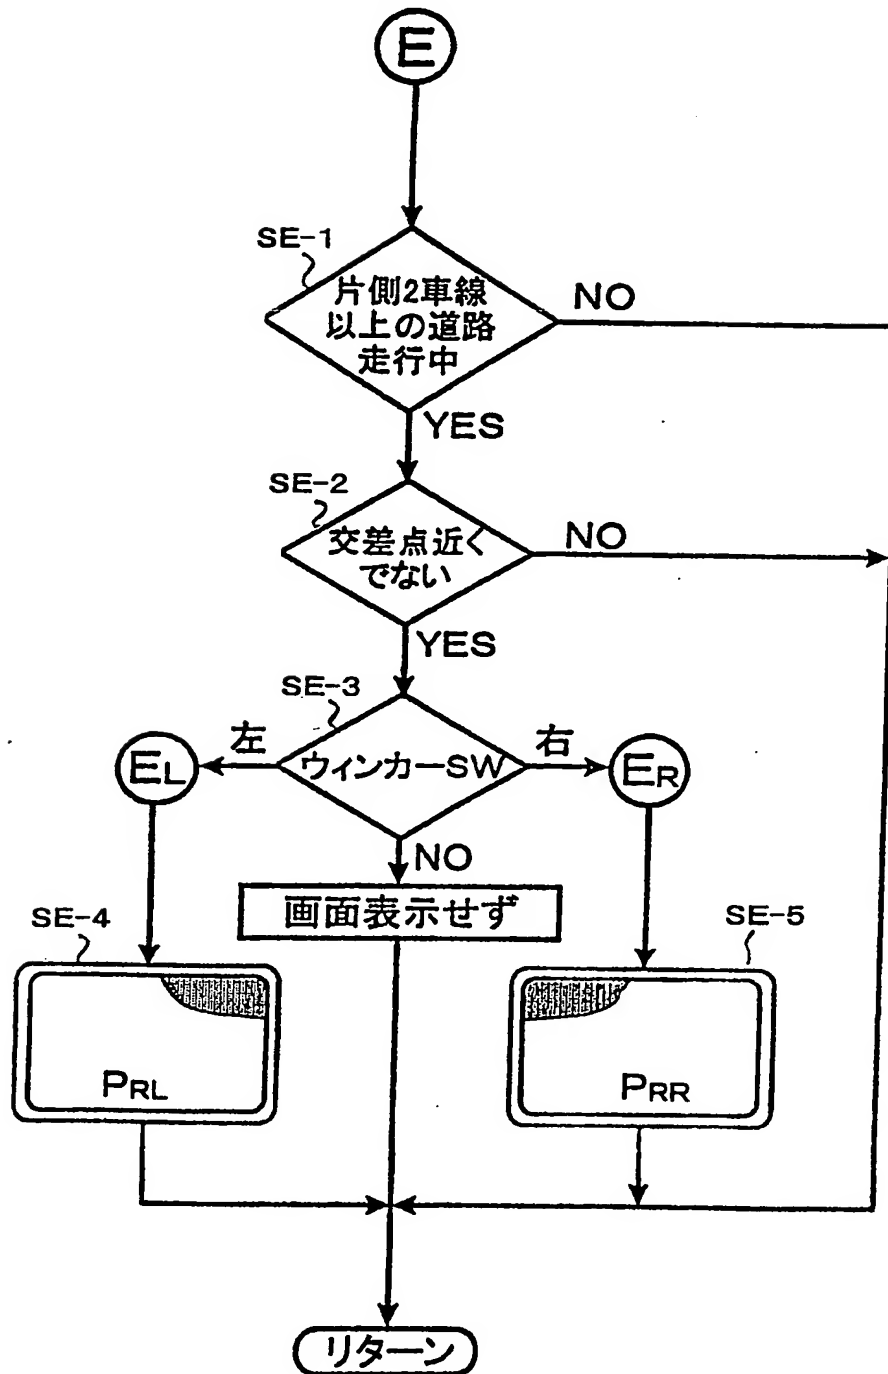 E
SE-1
片側2車線
以上の道路
走行中
NO
YES
SE-2
交差点近く
でない
NO
YES
SE-3
左
ウィンカーSW
右
EL
ER
NO
画面表示せず
SE-4
SE-5
PRL
PRR
リターン